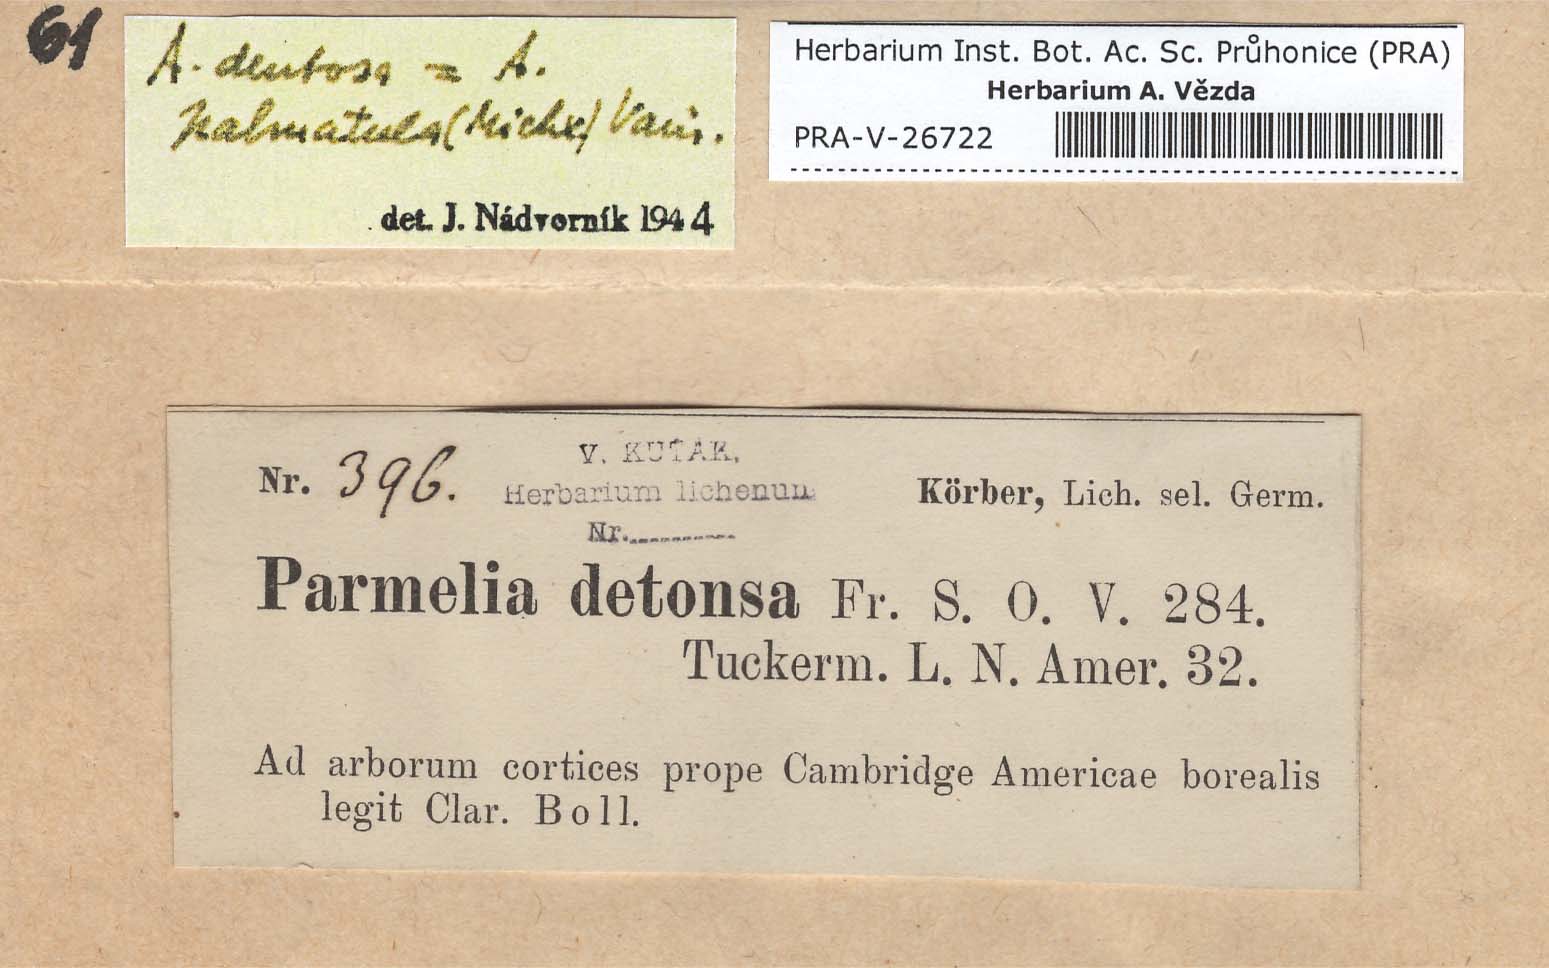 61
A. dentosa = A.
palmatula (Michx) Vain.
det. J. Nádvorník 1944
Herbarium Inst. Bot. Ac. Sc. Průhonice (PRA)
Herbarium A. Vězda
PRA-V-26722
Nr. 396.
V. KUŤAK,
Herbarium lichenum
Nr.
Körber, Lich. sel. Germ.
Parmelia detonsa Fr. S. O. V. 284.
Tuckerm. L. N. Amer. 32.
Ad arborum cortices prope Cambridge Americae borealis
legit Clar. Boll.